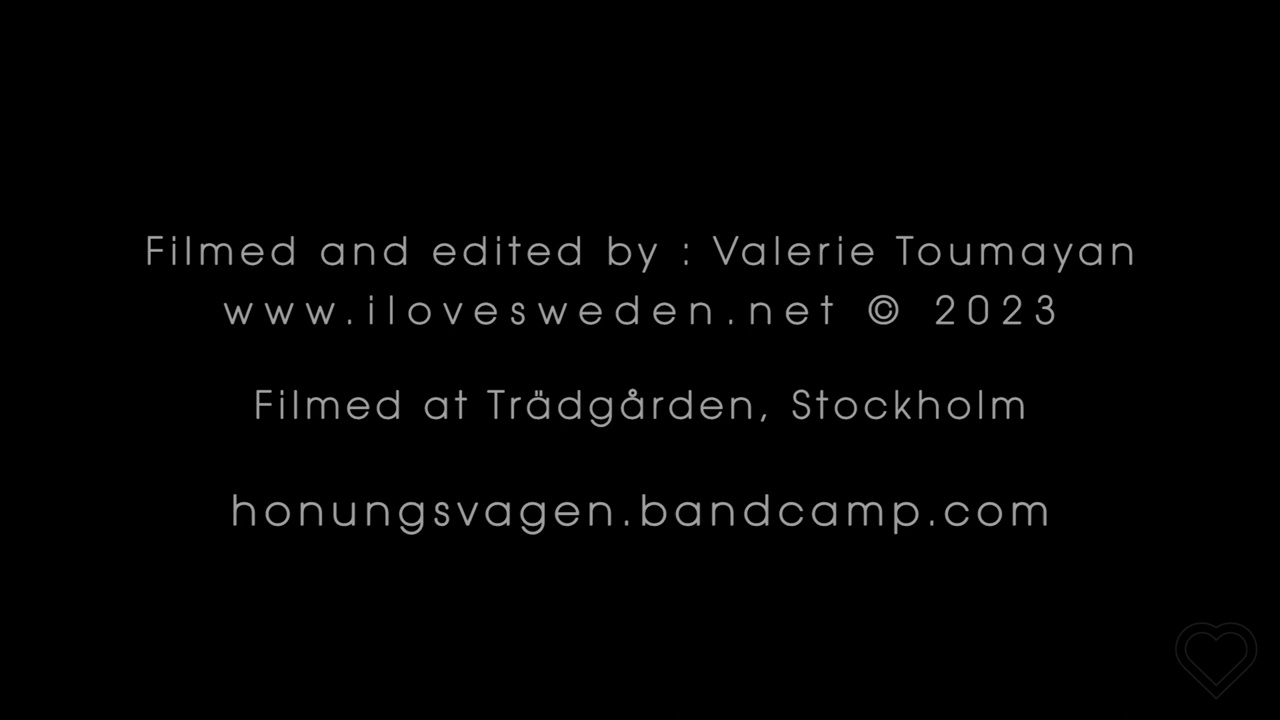 Filmed and edited by : Valerie Toumayan
www.ilovesweden.net © 2023
Filmed at Trädgården, Stockholm
honungsvagen.bandcamp.com